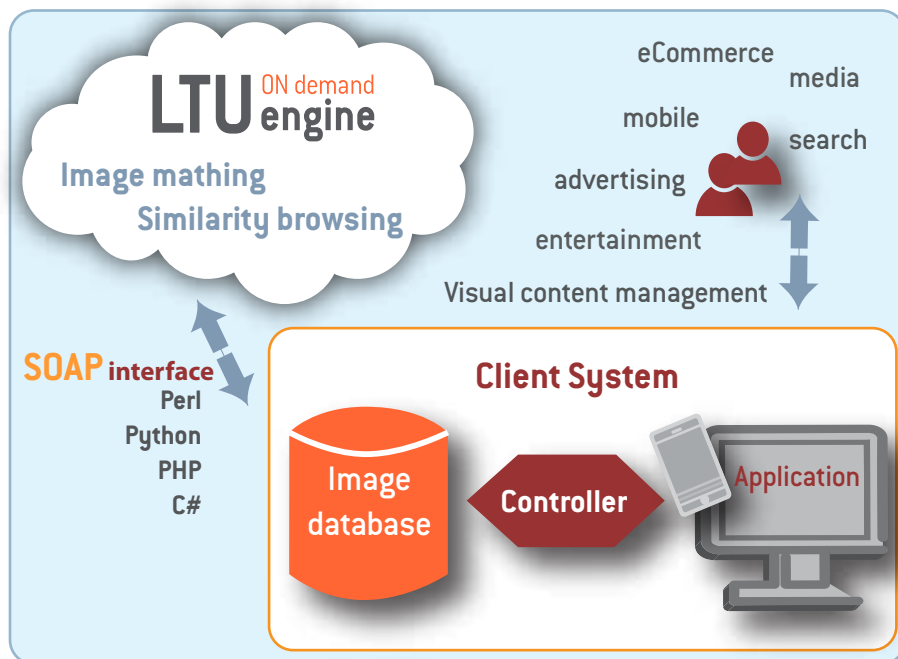 LTU ON demand
engine
Image mathing
Similarity browsing
eCommerce
media
mobile
search
advertising
entertainment
Visual content management
SOAP interface
Perl
Python
PHP
C#
Client System
Image
database
Controller
Application